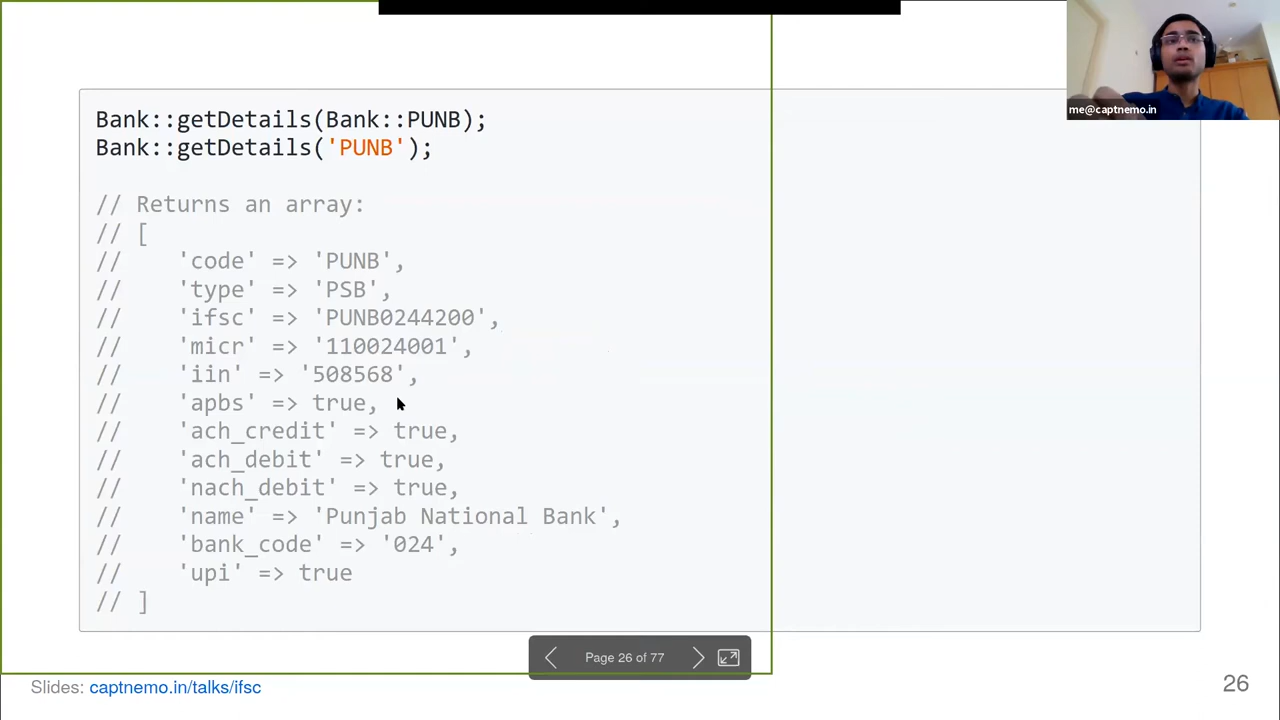 me@captnemo.in
Bank::getDetails(Bank::PUNB);
Bank::getDetails('PUNB');
// Returns an array:
// [
//     'code' => 'PUNB',
//     'type' => 'PSB',
//     'ifsc' => 'PUNB0244200',
//     'micr' => '110024001',
//     'iin' => '508568',
//     'apbs' => true,
//     'ach_credit' => true,
//     'ach_debit' => true,
//     'nach_debit' => true,
//     'name' => 'Punjab National Bank',
//     'bank_code' => '024',
//     'upi' => true
// ]
Page 26 of 77
Slides: captnemo.in/talks/ifsc
26